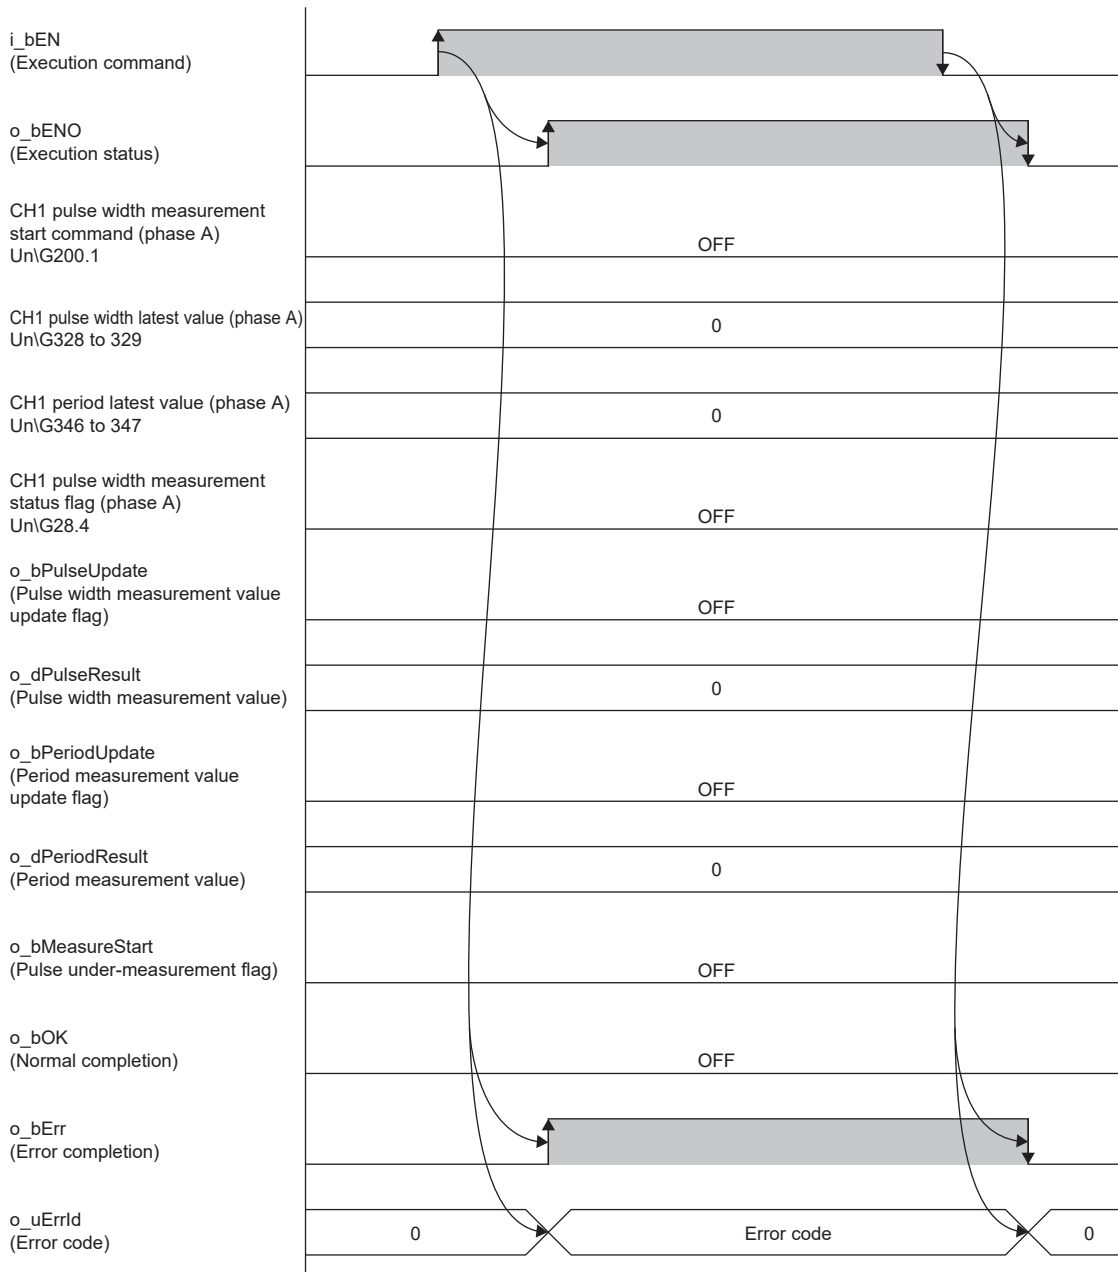 i_bEN
(Execution command)
o_bENO
(Execution status)
CH1 pulse width measurement
start command (phase A)
Un\G200.1
OFF
CH1 pulse width latest value (phase A)
Un\G328 to 329
0
CH1 period latest value (phase A)
Un\G346 to 347
0
CH1 pulse width measurement
status flag (phase A)
Un\G28.4
OFF
o_bPulseUpdate
(Pulse width measurement value
update flag)
OFF
o_dPulseResult
(Pulse width measurement value)
0
o_bPeriodUpdate
(Period measurement value
update flag)
OFF
o_dPeriodResult
(Period measurement value)
0
o_bMeasureStart
(Pulse under-measurement flag)
OFF
o_bOK
(Normal completion)
OFF
o_bErr
(Error completion)
o_uErrId
(Error code)
0
Error code
0